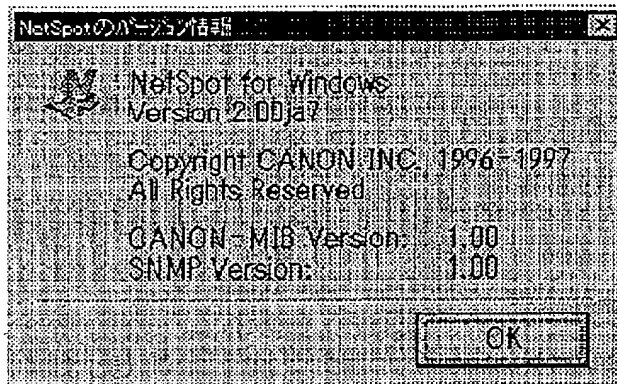 NetSpotのバージョン情報
NetSpot for Windows
Version 2.00ja7
Copyright CANON INC. 1996-1997
All Rights Reserved
CANON-MIB Version: 1.00
SNMP Version: 1.00
OK